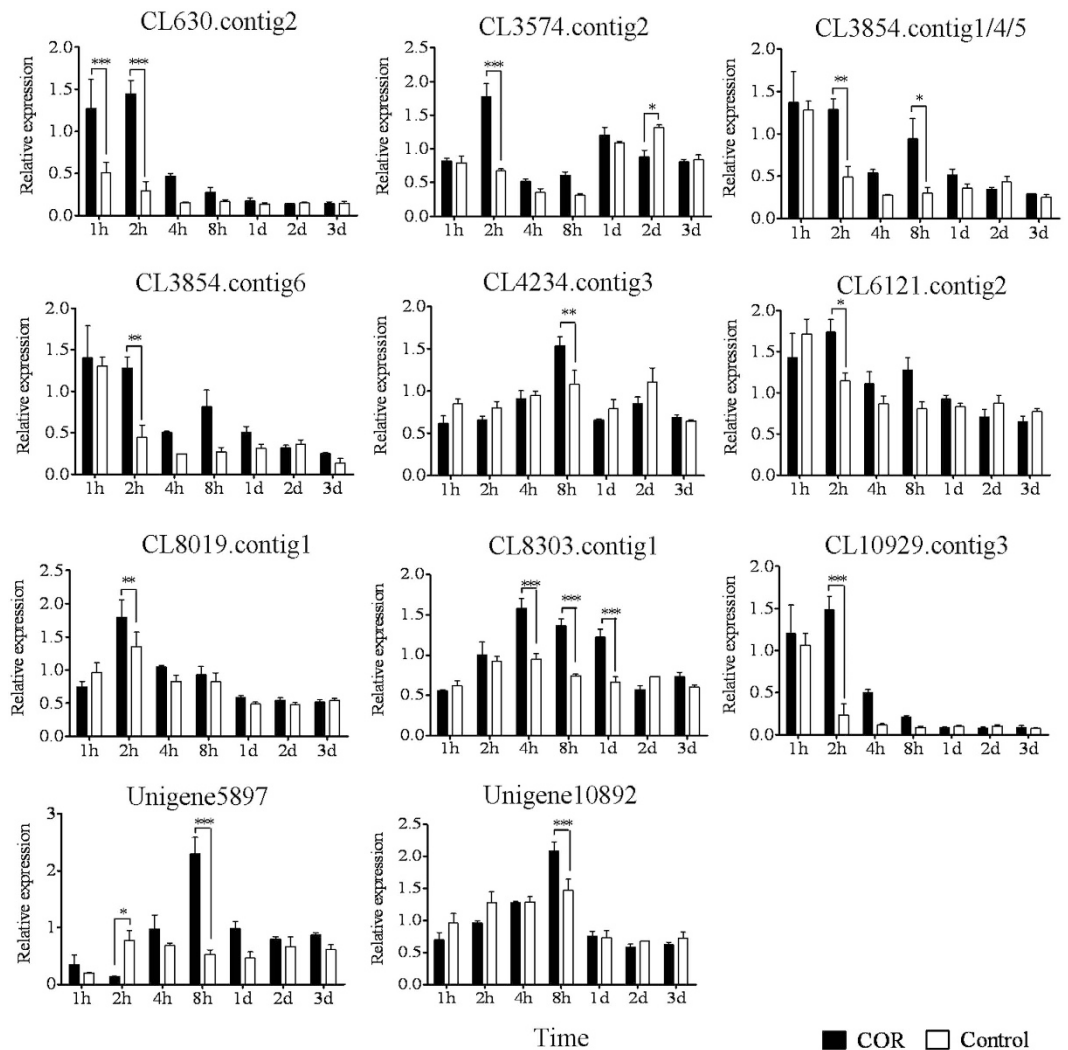 CL630.contig2
Relative expression
2.0
1.5
1.0
0.5
0.0
*** ***
1h 2h 4h 8h 1d 2d 3d
CL3574.contig2
Relative expression
2.5
2.0
1.5
1.0
0.5
0.0
*** *
1h 2h 4h 8h 1d 2d 3d
CL3854.contig1/4/5
Relative expression
2.0
1.5
1.0
0.5
0.0
** *
1h 2h 4h 8h 1d 2d 3d
CL3854.contig6
Relative expression
2.0
1.5
1.0
0.5
0.0
**
1h 2h 4h 8h 1d 2d 3d
CL4234.contig3
Relative expression
2.0
1.5
1.0
0.5
0.0
**
1h 2h 4h 8h 1d 2d 3d
CL6121.contig2
Relative expression
2.0
1.5
1.0
0.5
0.0
*
1h 2h 4h 8h 1d 2d 3d
CL8019.contig1
Relative expression
2.5
2.0
1.5
1.0
0.5
0.0
**
1h 2h 4h 8h 1d 2d 3d
CL8303.contig1
Relative expression
2.0
1.5
1.0
0.5
0.0
*** *** ***
1h 2h 4h 8h 1d 2d 3d
CL10929.contig3
Relative expression
2.0
1.5
1.0
0.5
0.0
***
1h 2h 4h 8h 1d 2d 3d
Unigene5897
Relative expression
3
2
1
0
* ***
1h 2h 4h 8h 1d 2d 3d
Unigene10892
Relative expression
2.5
2.0
1.5
1.0
0.5
0.0
***
1h 2h 4h 8h 1d 2d 3d
Time
COR Control